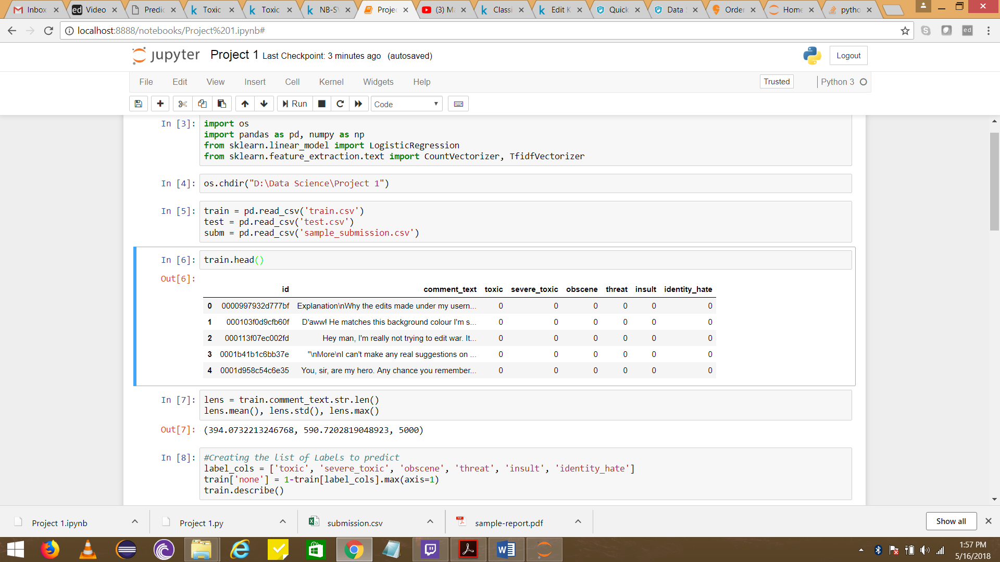 Inbox
Video
Predic
Toxic
Toxic
NB-SV
Projec
(3) M
Classi
Edit K
Quick
Data
Order
Home
pytho
localhost:8888/notebooks/Project%201.ipynb#
jupyter Project 1 Last Checkpoint: 3 minutes ago (autosaved)
Logout
File Edit View Insert Cell Kernel Widgets Help
Trusted Python 3
Run Code
In [3]: import os
import pandas as pd, numpy as np
from sklearn.linear_model import LogisticRegression
from sklearn.feature_extraction.text import CountVectorizer, TfidfVectorizer
In [4]: os.chdir("D:\Data Science\Project 1")
In [5]: train = pd.read_csv('train.csv')
test = pd.read_csv('test.csv')
subm = pd.read_csv('sample_submission.csv')
In [6]: train.head()
Out[6]:
id comment_text toxic severe_toxic obscene threat insult identity_hate
0 0000997932d777bf Explanation\nWhy the edits made under my usern... 0 0 0 0 0 0
1 000103f0d9cfb60f D'aww! He matches this background colour I'm s... 0 0 0 0 0 0
2 000113f07ec002fd Hey man, I'm really not trying to edit war. It... 0 0 0 0 0 0
3 0001b41b1c6bb37e "\nMore\nI can't make any real suggestions on ... 0 0 0 0 0 0
4 0001d958c54c6e35 You, sir, are my hero. Any chance you remember... 0 0 0 0 0 0
In [7]: lens = train.comment_text.str.len()
lens.mean(), lens.std(), lens.max()
Out[7]: (394.0732213246768, 590.7202819048923, 5000)
In [8]: #Creating the list of Labels to predict
label_cols = ['toxic', 'severe_toxic', 'obscene', 'threat', 'insult', 'identity_hate']
train['none'] = 1-train[label_cols].max(axis=1)
train.describe()
Project 1.ipynb
Project 1.py
submission.csv
sample-report.pdf
Show all
1:57 PM
5/16/2018